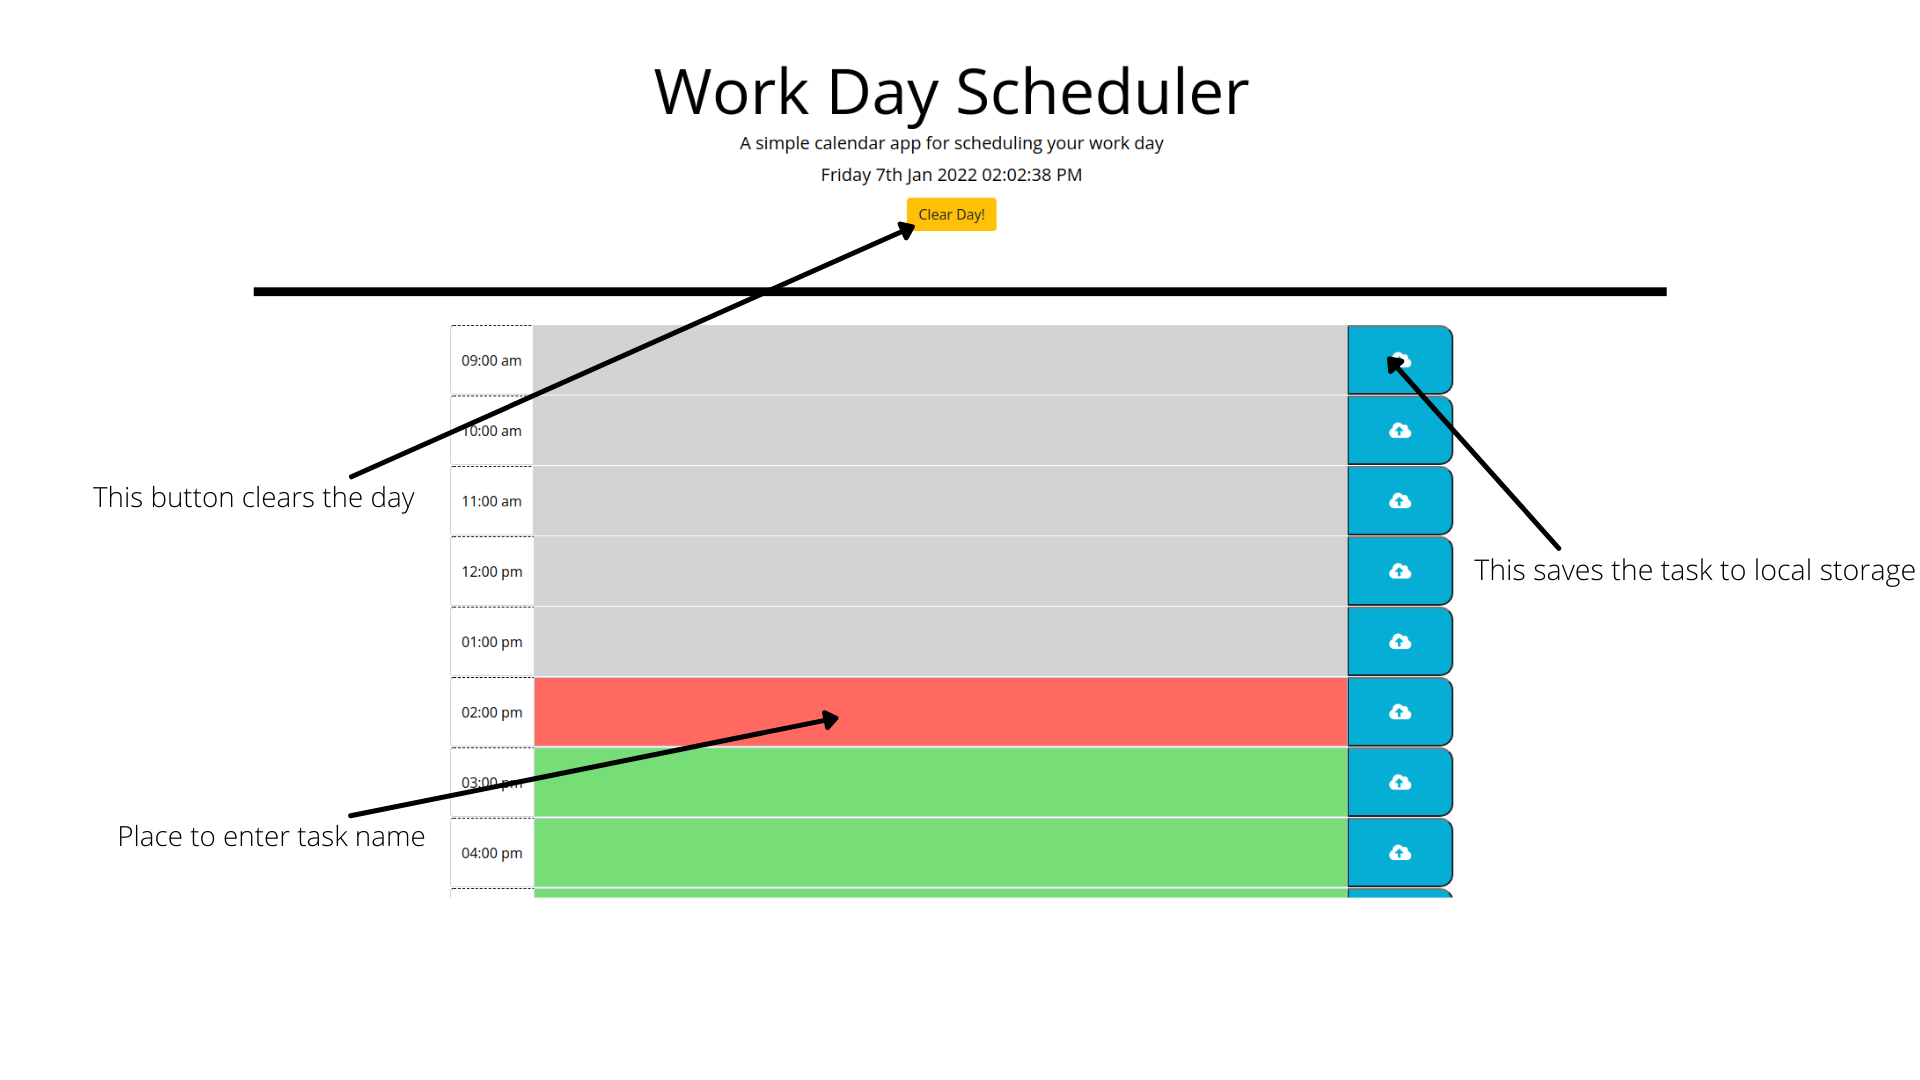 Work Day Scheduler
A simple calendar app for scheduling your work day
Friday 7th Jan 2022 02:02:38 PM
Clear Day!
09:00 am
10:00 am
This button clears the day
11:00 am
12:00 pm
This saves the task to local storage
01:00 pm
02:00 pm
03:00 pm
Place to enter task name
04:00 pm